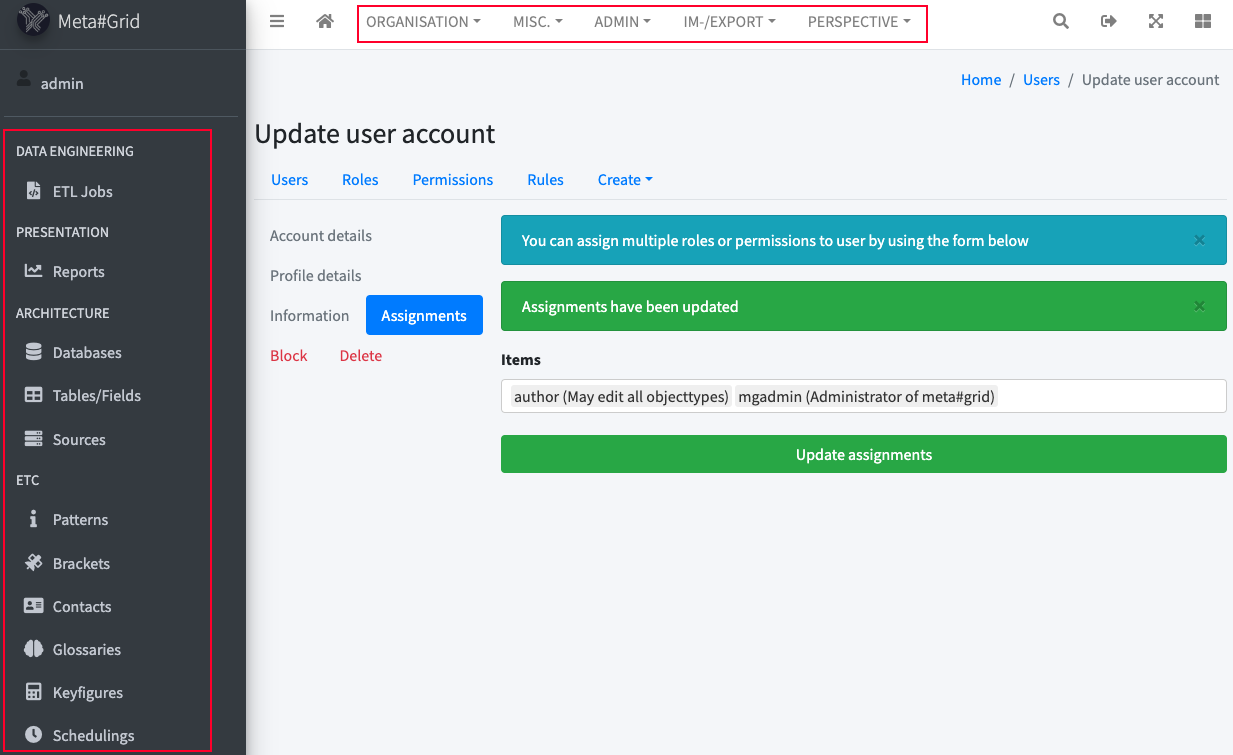 Meta#Grid
ORGANISATION MISC. ADMIN IM-/EXPORT PERSPECTIVE
admin
Home / Users / Update user account
DATA ENGINEERING
ETL Jobs
PRESENTATION
Reports
ARCHITECTURE
Databases
Tables/Fields
Sources
ETC
Patterns
Brackets
Contacts
Glossaries
Keyfigures
Schedulings
Update user account
Users Roles Permissions Rules Create
Account details
Profile details
Information Assignments
Block Delete
You can assign multiple roles or permissions to user by using the form below ×
Assignments have been updated ×
Items
author (May edit all objecttypes) mgadmin (Administrator of meta#grid)
Update assignments